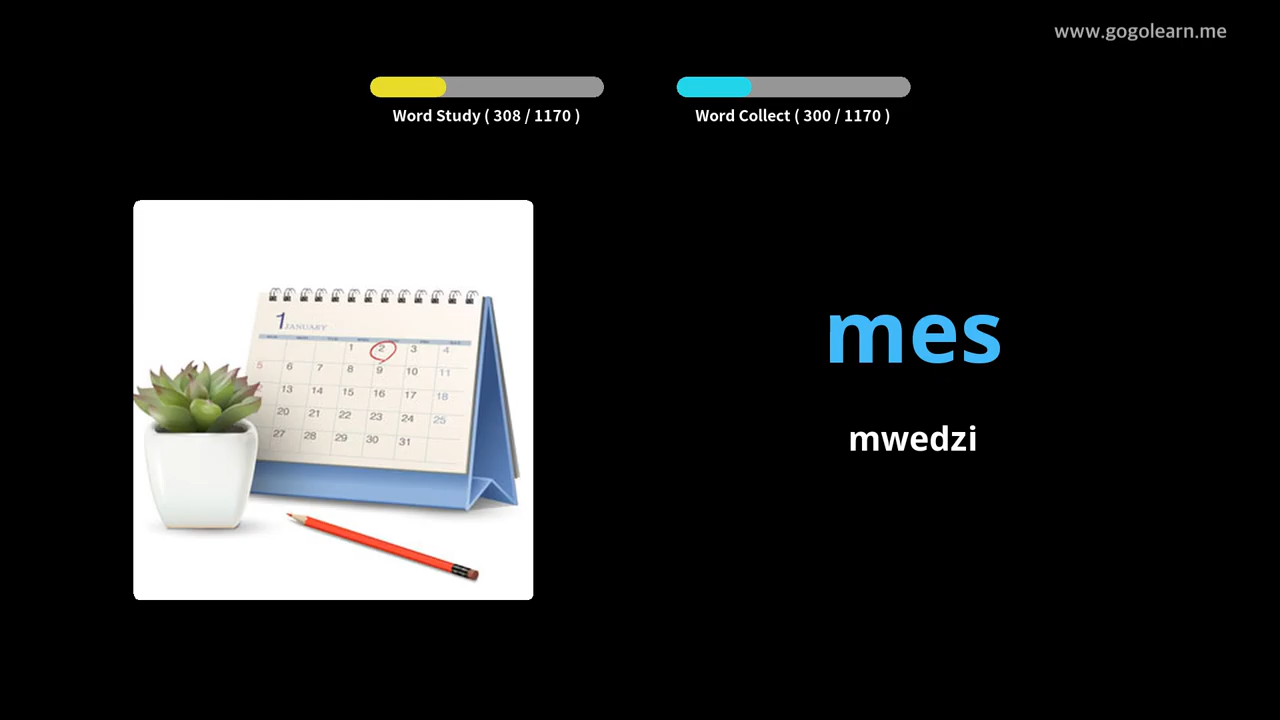 www.gogolearn.me
Word Study ( 308 / 1170 )
Word Collect ( 300 / 1170 )
1 JANUARY
1 2 3 4
5 6 7 8 9 10 11
13 14 15 16 17 18
20 21 22 23 24 25
27 28 29 30 31
mes
mwedzi